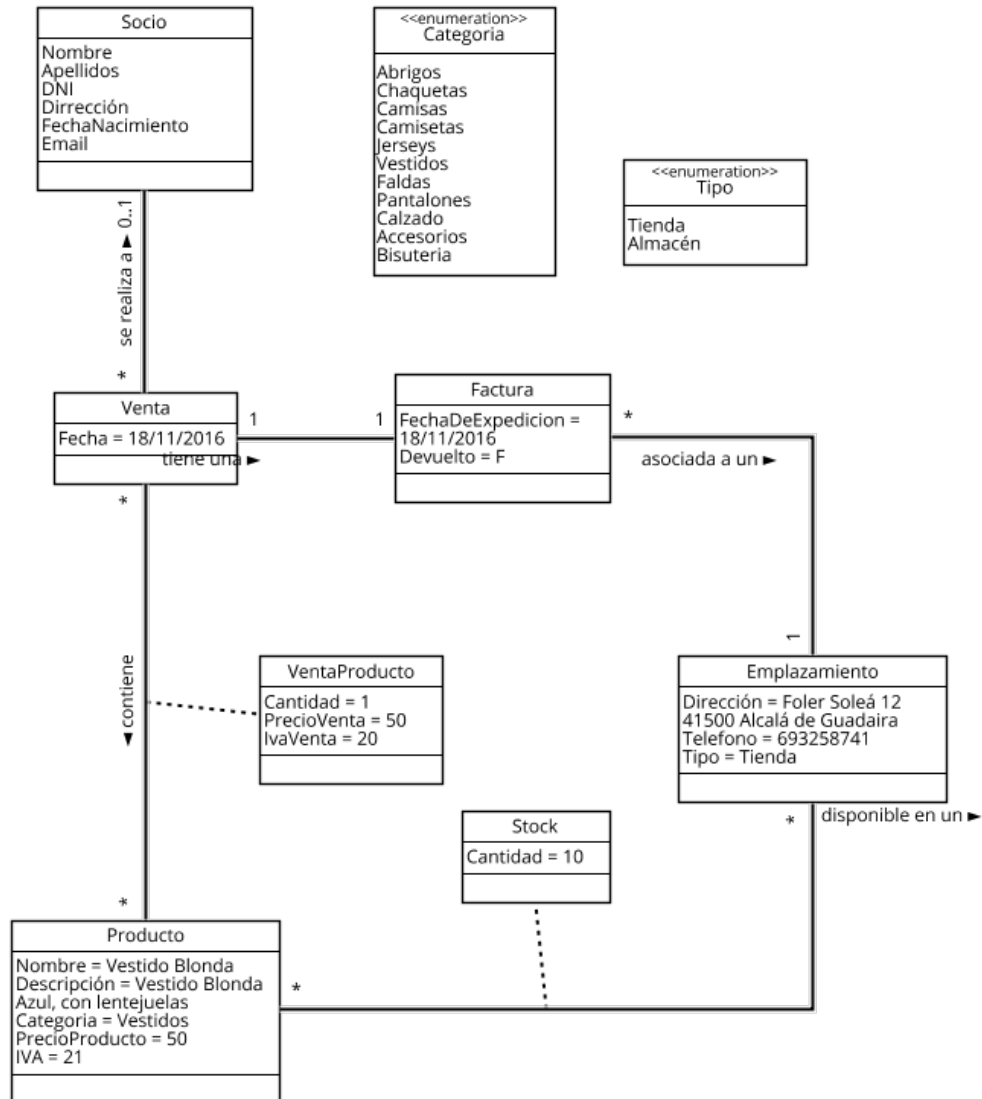 Socio
Nombre
Apellidos
DNI
Dirrección
FechaNacimiento
Email
<<enumeration>>
Categoria
Abrigos
Chaquetas
Camisas
Camisetas
Jerseys
Vestidos
Faldas
Pantalones
Calzado
Accesorios
Bisuteria
<<enumeration>>
Tipo
Tienda
Almacén
se realiza a ► 0..1
*
Venta
Fecha = 18/11/2016
1
1
tiene una ►
Factura
FechaDeExpedicion =
18/11/2016
Devuelto = F
*
asociada a un ►
1
*
◄ contiene
*
VentaProducto
Cantidad = 1
PrecioVenta = 50
IvaVenta = 20
Emplazamiento
Dirección = Foler Soleá 12
41500 Alcalá de Guadaira
Telefono = 693258741
Tipo = Tienda
*
disponible en un ►
Stock
Cantidad = 10
Producto
Nombre = Vestido Blonda
Descripción = Vestido Blonda
Azul, con lentejuelas
Categoria = Vestidos
PrecioProducto = 50
IVA = 21
*